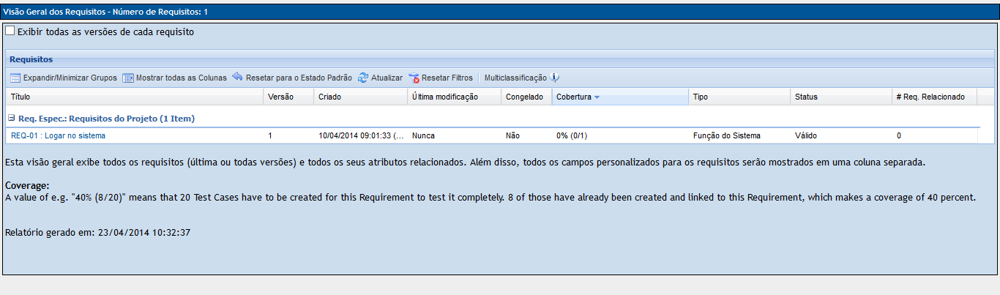 Visão Geral dos Requisitos - Número de Requisitos: 1
Exibir todas as versões de cada requisito
Requisitos
Expandir/Minimizar Grupos Mostrar todas as Colunas Resetar para o Estado Padrão Atualizar Resetar Filtros Multiclassificação
Título Versão Criado Última modificação Congelado Cobertura Tipo Status # Req. Relacionado
Req. Espec.: Requisitos do Projeto (1 Item)
REQ-01 : Logar no sistema 1 10/04/2014 09:01:33 (... Nunca Não 0% (0/1) Função do Sistema Válido 0
Esta visão geral exibe todos os requisitos (última ou todas versões) e todos os seus atributos relacionados. Além disso, todos os campos personalizados para os requisitos serão mostrados em uma coluna separada.
Coverage:
A value of e.g. "40% (8/20)" means that 20 Test Cases have to be created for this Requirement to test it completely. 8 of those have already been created and linked to this Requirement, which makes a coverage of 40 percent.
Relatório gerado em: 23/04/2014 10:32:37